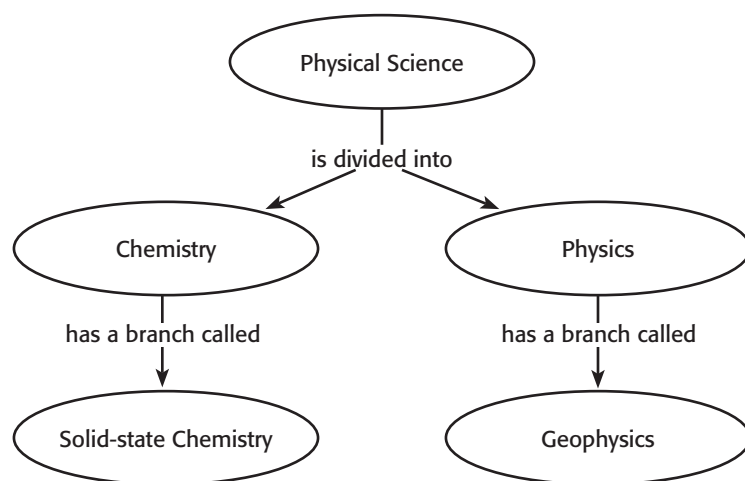 Physical Science
is divided into
Chemistry
Physics
has a branch called
has a branch called
Solid-state Chemistry
Geophysics